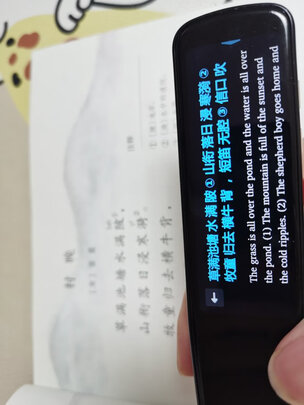 草满池塘 水 满 陂 ① 山衔 落日 浸 寒漪 ②
牧童 归去 横牛 背 ， 短笛 无腔 ③ 信口 吹
The grass is all over the pond and the water is all over
the pond. (1) The mountain is full of the sunset and
the cold ripples. (2) The shepherd boy goes home and
村 晚
草 满 池 塘 水 满 陂 ，
山 衔 落 日 浸 寒 漪 。
牧 童 归 去 横 牛 背 ，